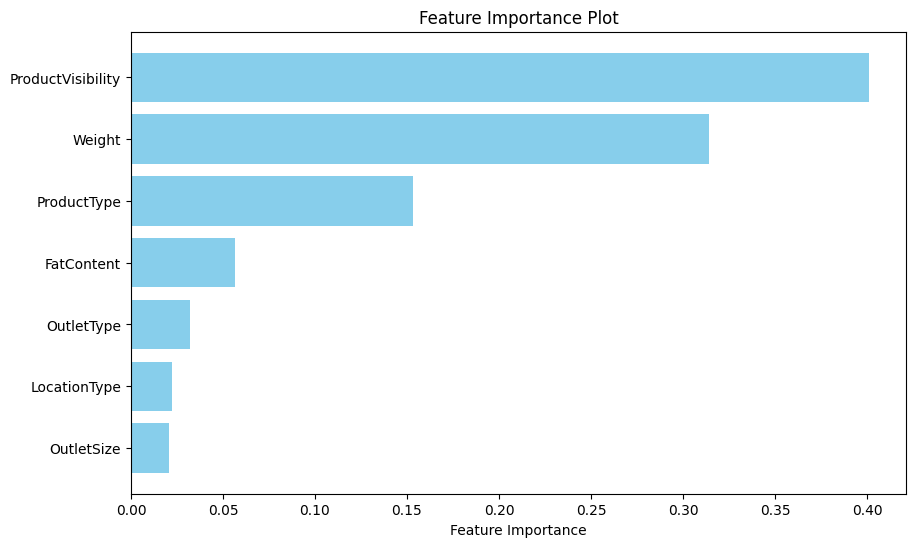 Feature Importance Plot
ProductVisibility
Weight
ProductType
FatContent
OutletType
LocationType
OutletSize
0.00 0.05 0.10 0.15 0.20 0.25 0.30 0.35 0.40
Feature Importance